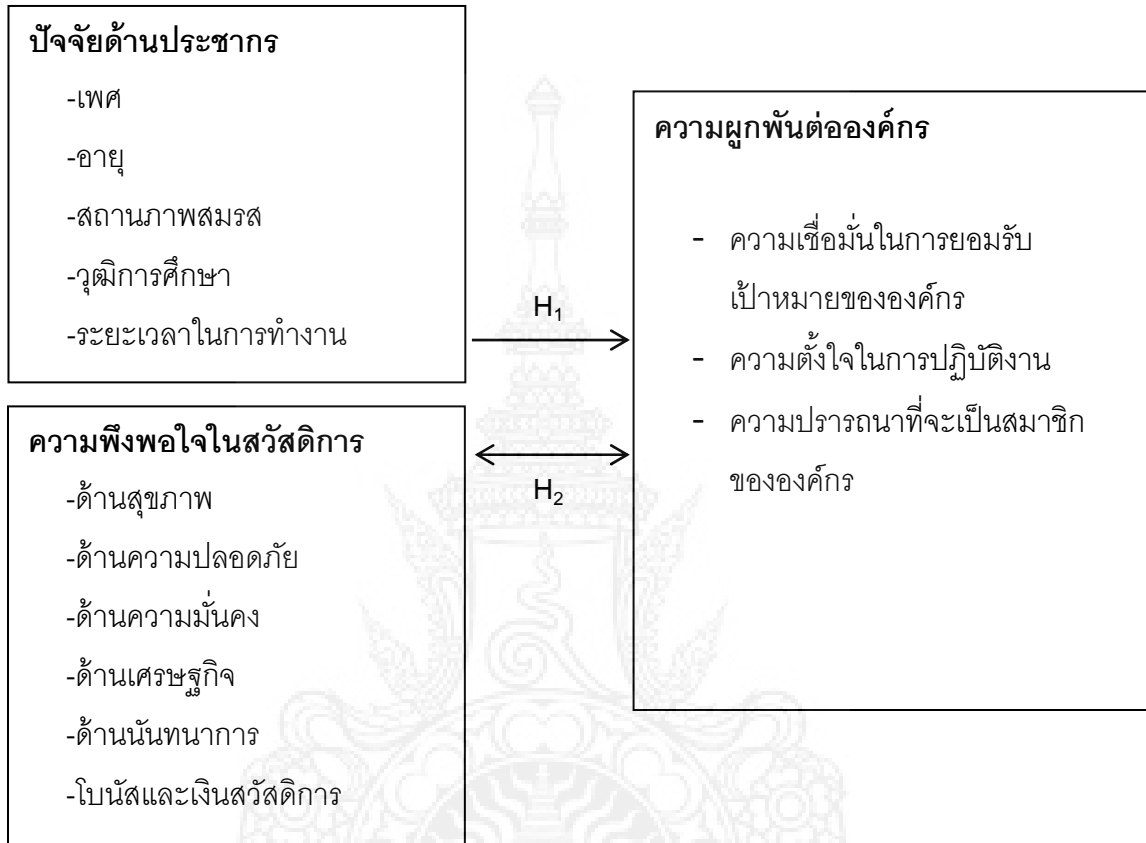 ปัจจัยด้านประชากร
-เพศ
-อายุ
-สถานภาพสมรส
-วุฒิการศึกษา
-ระยะเวลาในการทำงาน
ความพึงพอใจในสวัสดิการ
-ด้านสุขภาพ
-ด้านความปลอดภัย
-ด้านความมั่นคง
-ด้านเศรษฐกิจ
-ด้านนันทนาการ
-โบนัสและเงินสวัสดิการ
H₁
H₂
ความผูกพันต่อองค์กร
- ความเชื่อมั่นในการยอมรับ
เป้าหมายขององค์กร
- ความตั้งใจในการปฏิบัติงาน
- ความปรารถนาที่จะเป็นสมาชิก
ขององค์กร